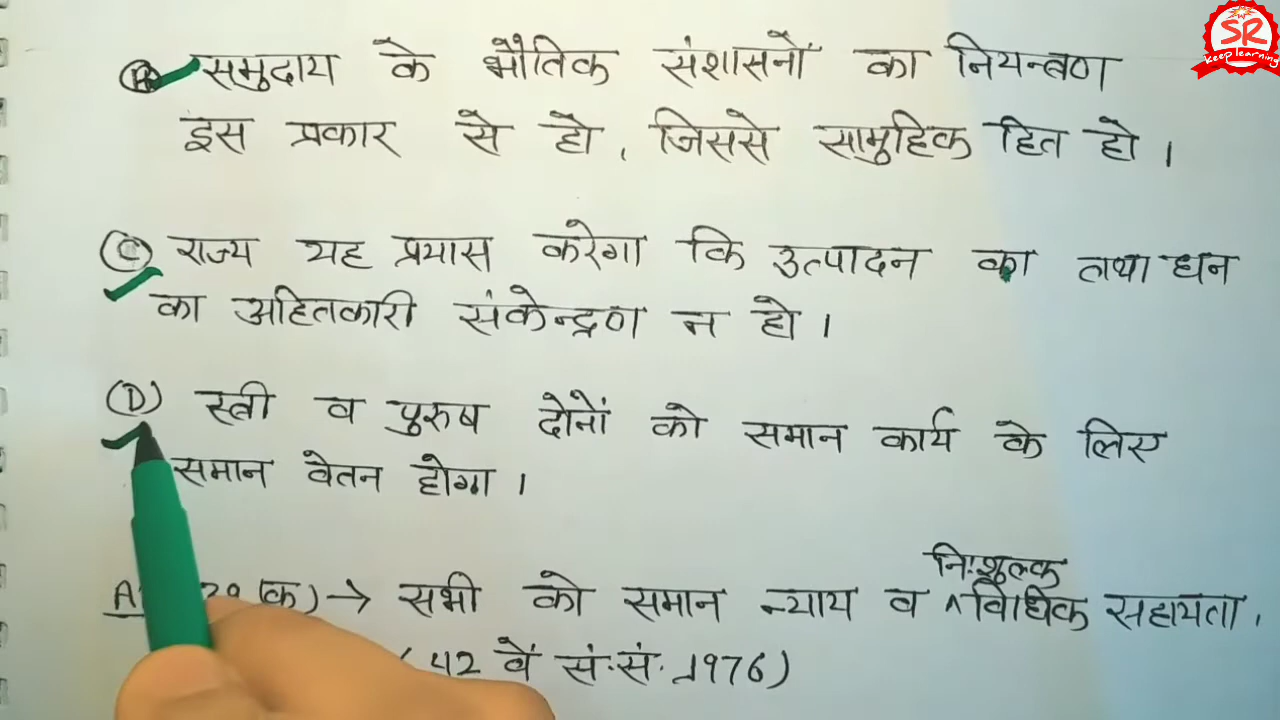 SR
Keep learning
(B) समुदाय के भौतिक संशासनों का नियन्त्रण
इस प्रकार से हो, जिससे सामुहिक हित हो।
(C) राज्य यह प्रयास करेगा कि उत्पादन का तथा धन
का अहितकारी संकेन्द्रण न हो।
(D) स्त्री व पुरुष दोनों को समान कार्य के लिए
समान वेतन होगा।
निःशुल्क
(क) → सभी को समान न्याय व ^ विधिक सहायता।
(42 वें सं.सं. 1976)